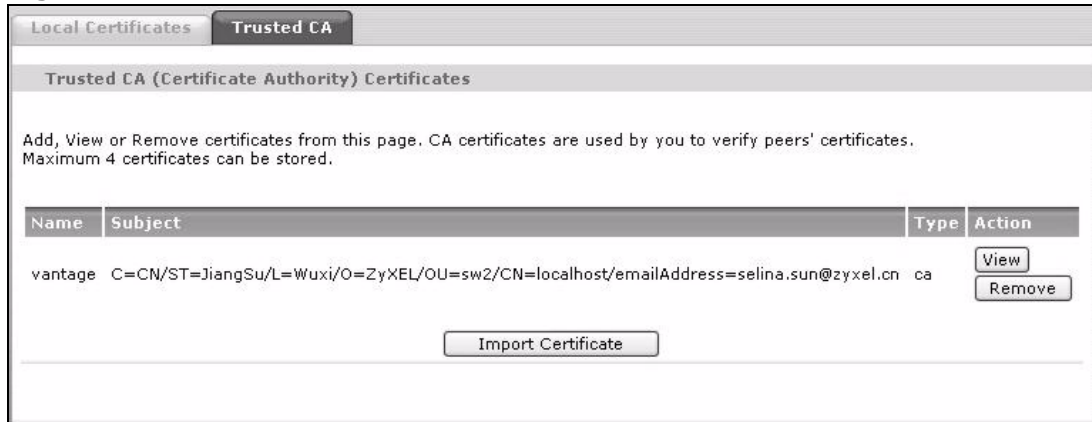 Local Certificates Trusted CA
Trusted CA (Certificate Authority) Certificates
Add, View or Remove certificates from this page. CA certificates are used by you to verify peers' certificates.
Maximum 4 certificates can be stored.
Name Subject Type Action
vantage C=CN/ST=JiangSu/L=Wuxi/O=ZyXEL/OU=sw2/CN=localhost/emailAddress=selina.sun@zyxel.cn ca View
Remove
Import Certificate